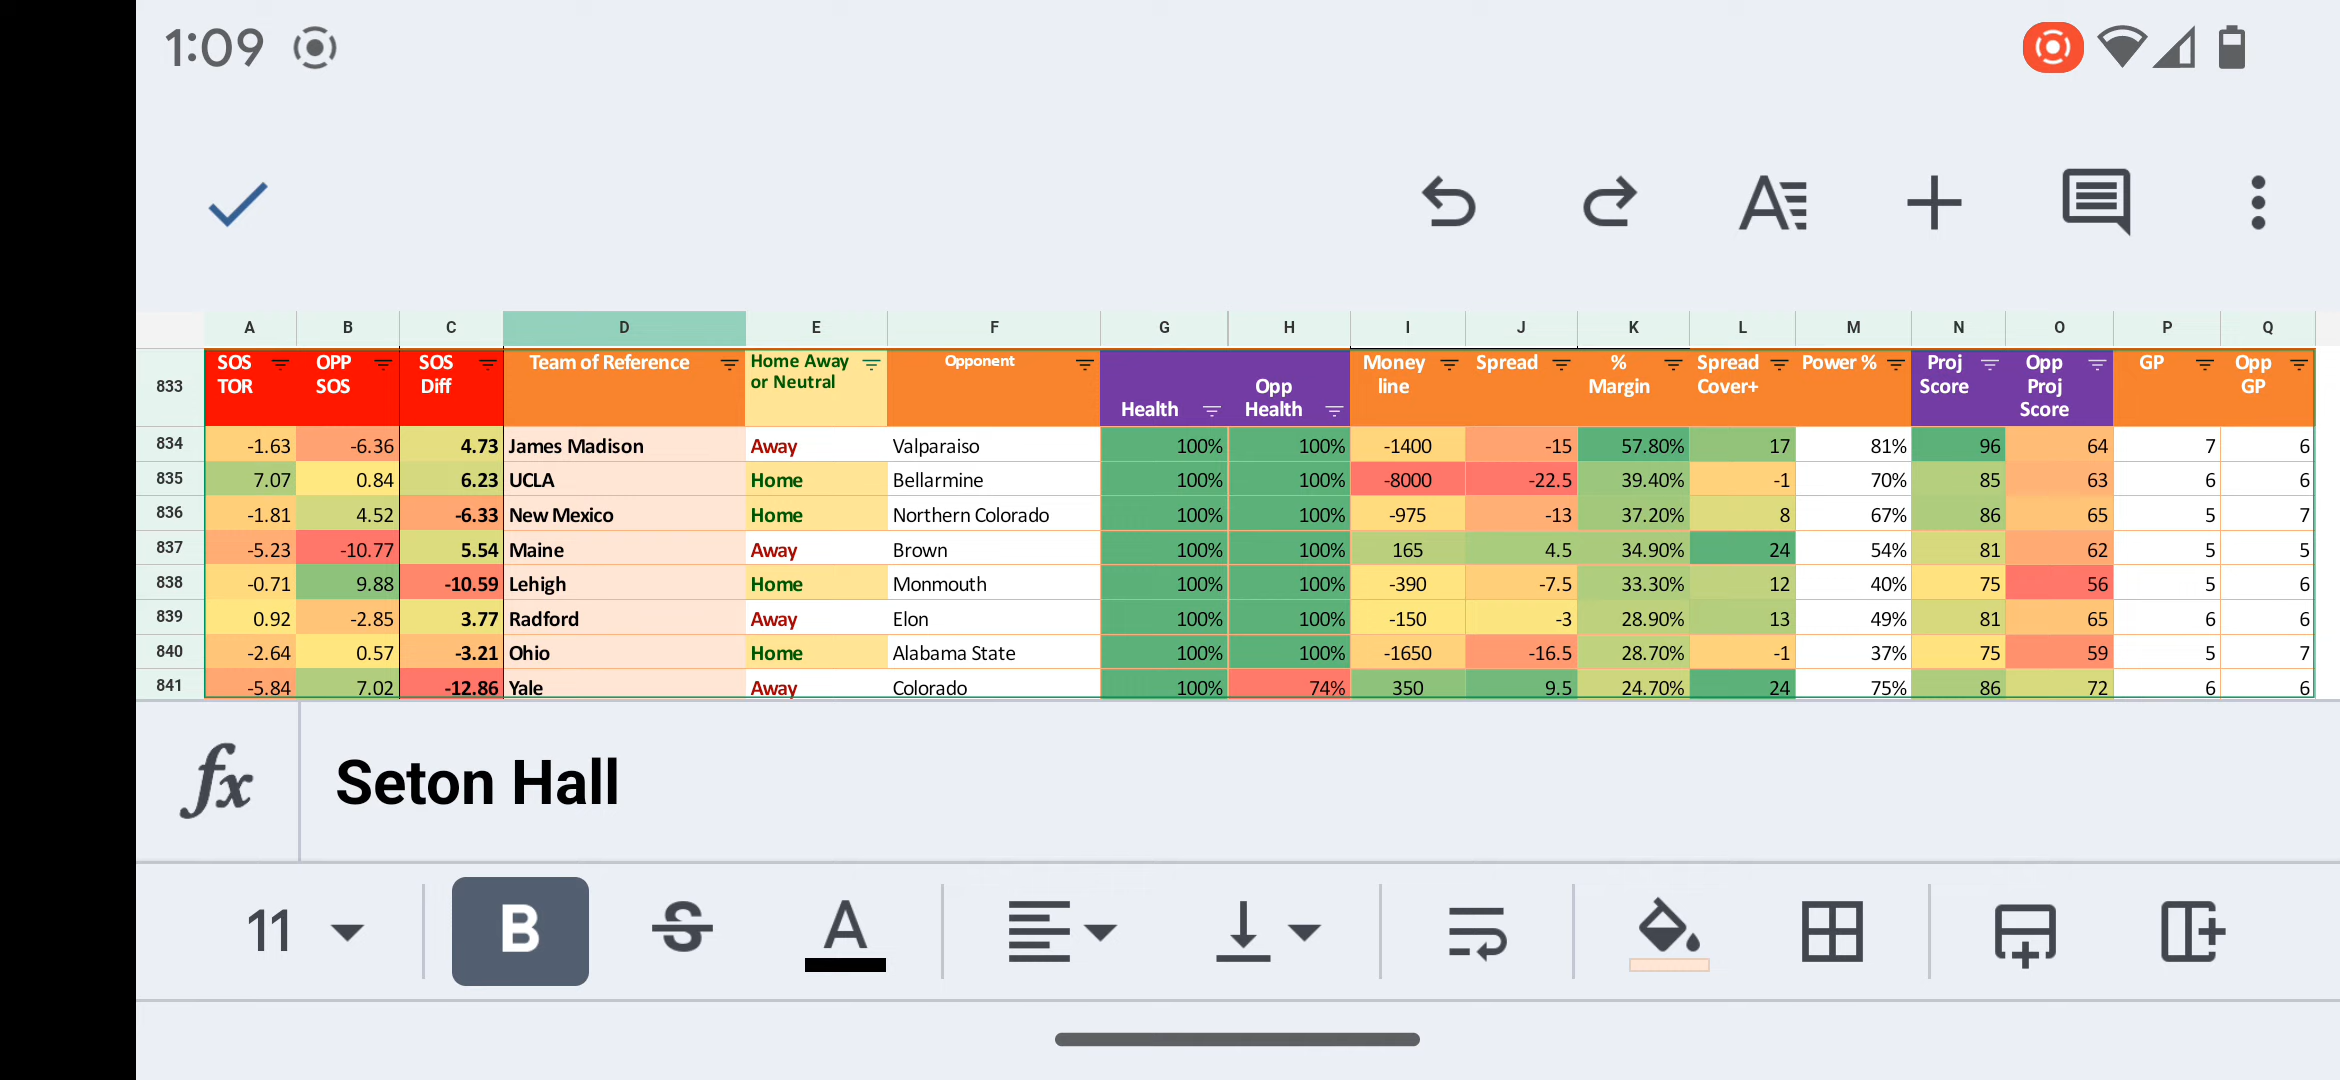 1:09
A B C D E F G H I J K L M N O P Q
833 SOS TOR OPP SOS SOS Diff Team of Reference Home Away or Neutral Opponent Health Opp Health Money line Spread % Margin Spread Cover+ Power % Proj Score Opp Proj Score GP Opp GP
834 -1.63 -6.36 4.73 James Madison Away Valparaiso 100% 100% -1400 -15 57.80% 17 81% 96 64 7 6
835 7.07 0.84 6.23 UCLA Home Bellarmine 100% 100% -8000 -22.5 39.40% -1 70% 85 63 6 6
836 -1.81 4.52 -6.33 New Mexico Home Northern Colorado 100% 100% -975 -13 37.20% 8 67% 86 65 5 7
837 -5.23 -10.77 5.54 Maine Away Brown 100% 100% 165 4.5 34.90% 24 54% 81 62 5 5
838 -0.71 9.88 -10.59 Lehigh Home Monmouth 100% 100% -390 -7.5 33.30% 12 40% 75 56 5 6
839 0.92 -2.85 3.77 Radford Away Elon 100% 100% -150 -3 28.90% 13 49% 81 65 6 6
840 -2.64 0.57 -3.21 Ohio Home Alabama State 100% 100% -1650 -16.5 28.70% -1 37% 75 59 5 7
841 -5.84 7.02 -12.86 Yale Away Colorado 100% 74% 350 9.5 24.70% 24 75% 86 72 6 6
fx Seton Hall
11 B S A